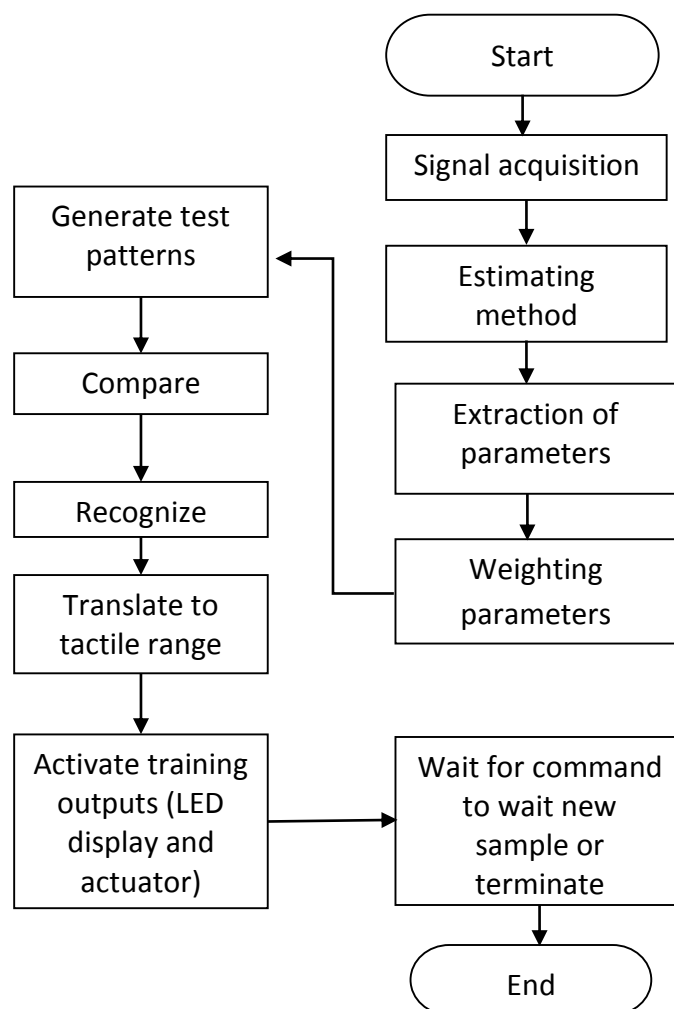 Start
Signal acquisition
Estimating
method
Extraction of
parameters
Weighting
parameters
Generate test
patterns
Compare
Recognize
Translate to
tactile range
Activate training
outputs (LED
display and
actuator)
Wait for command
to wait new
sample or
terminate
End